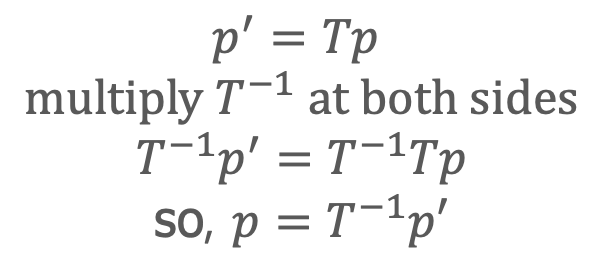 p′ = Tp
multiply T⁻¹ at both sides
T⁻¹p′ = T⁻¹Tp
so, p = T⁻¹p′